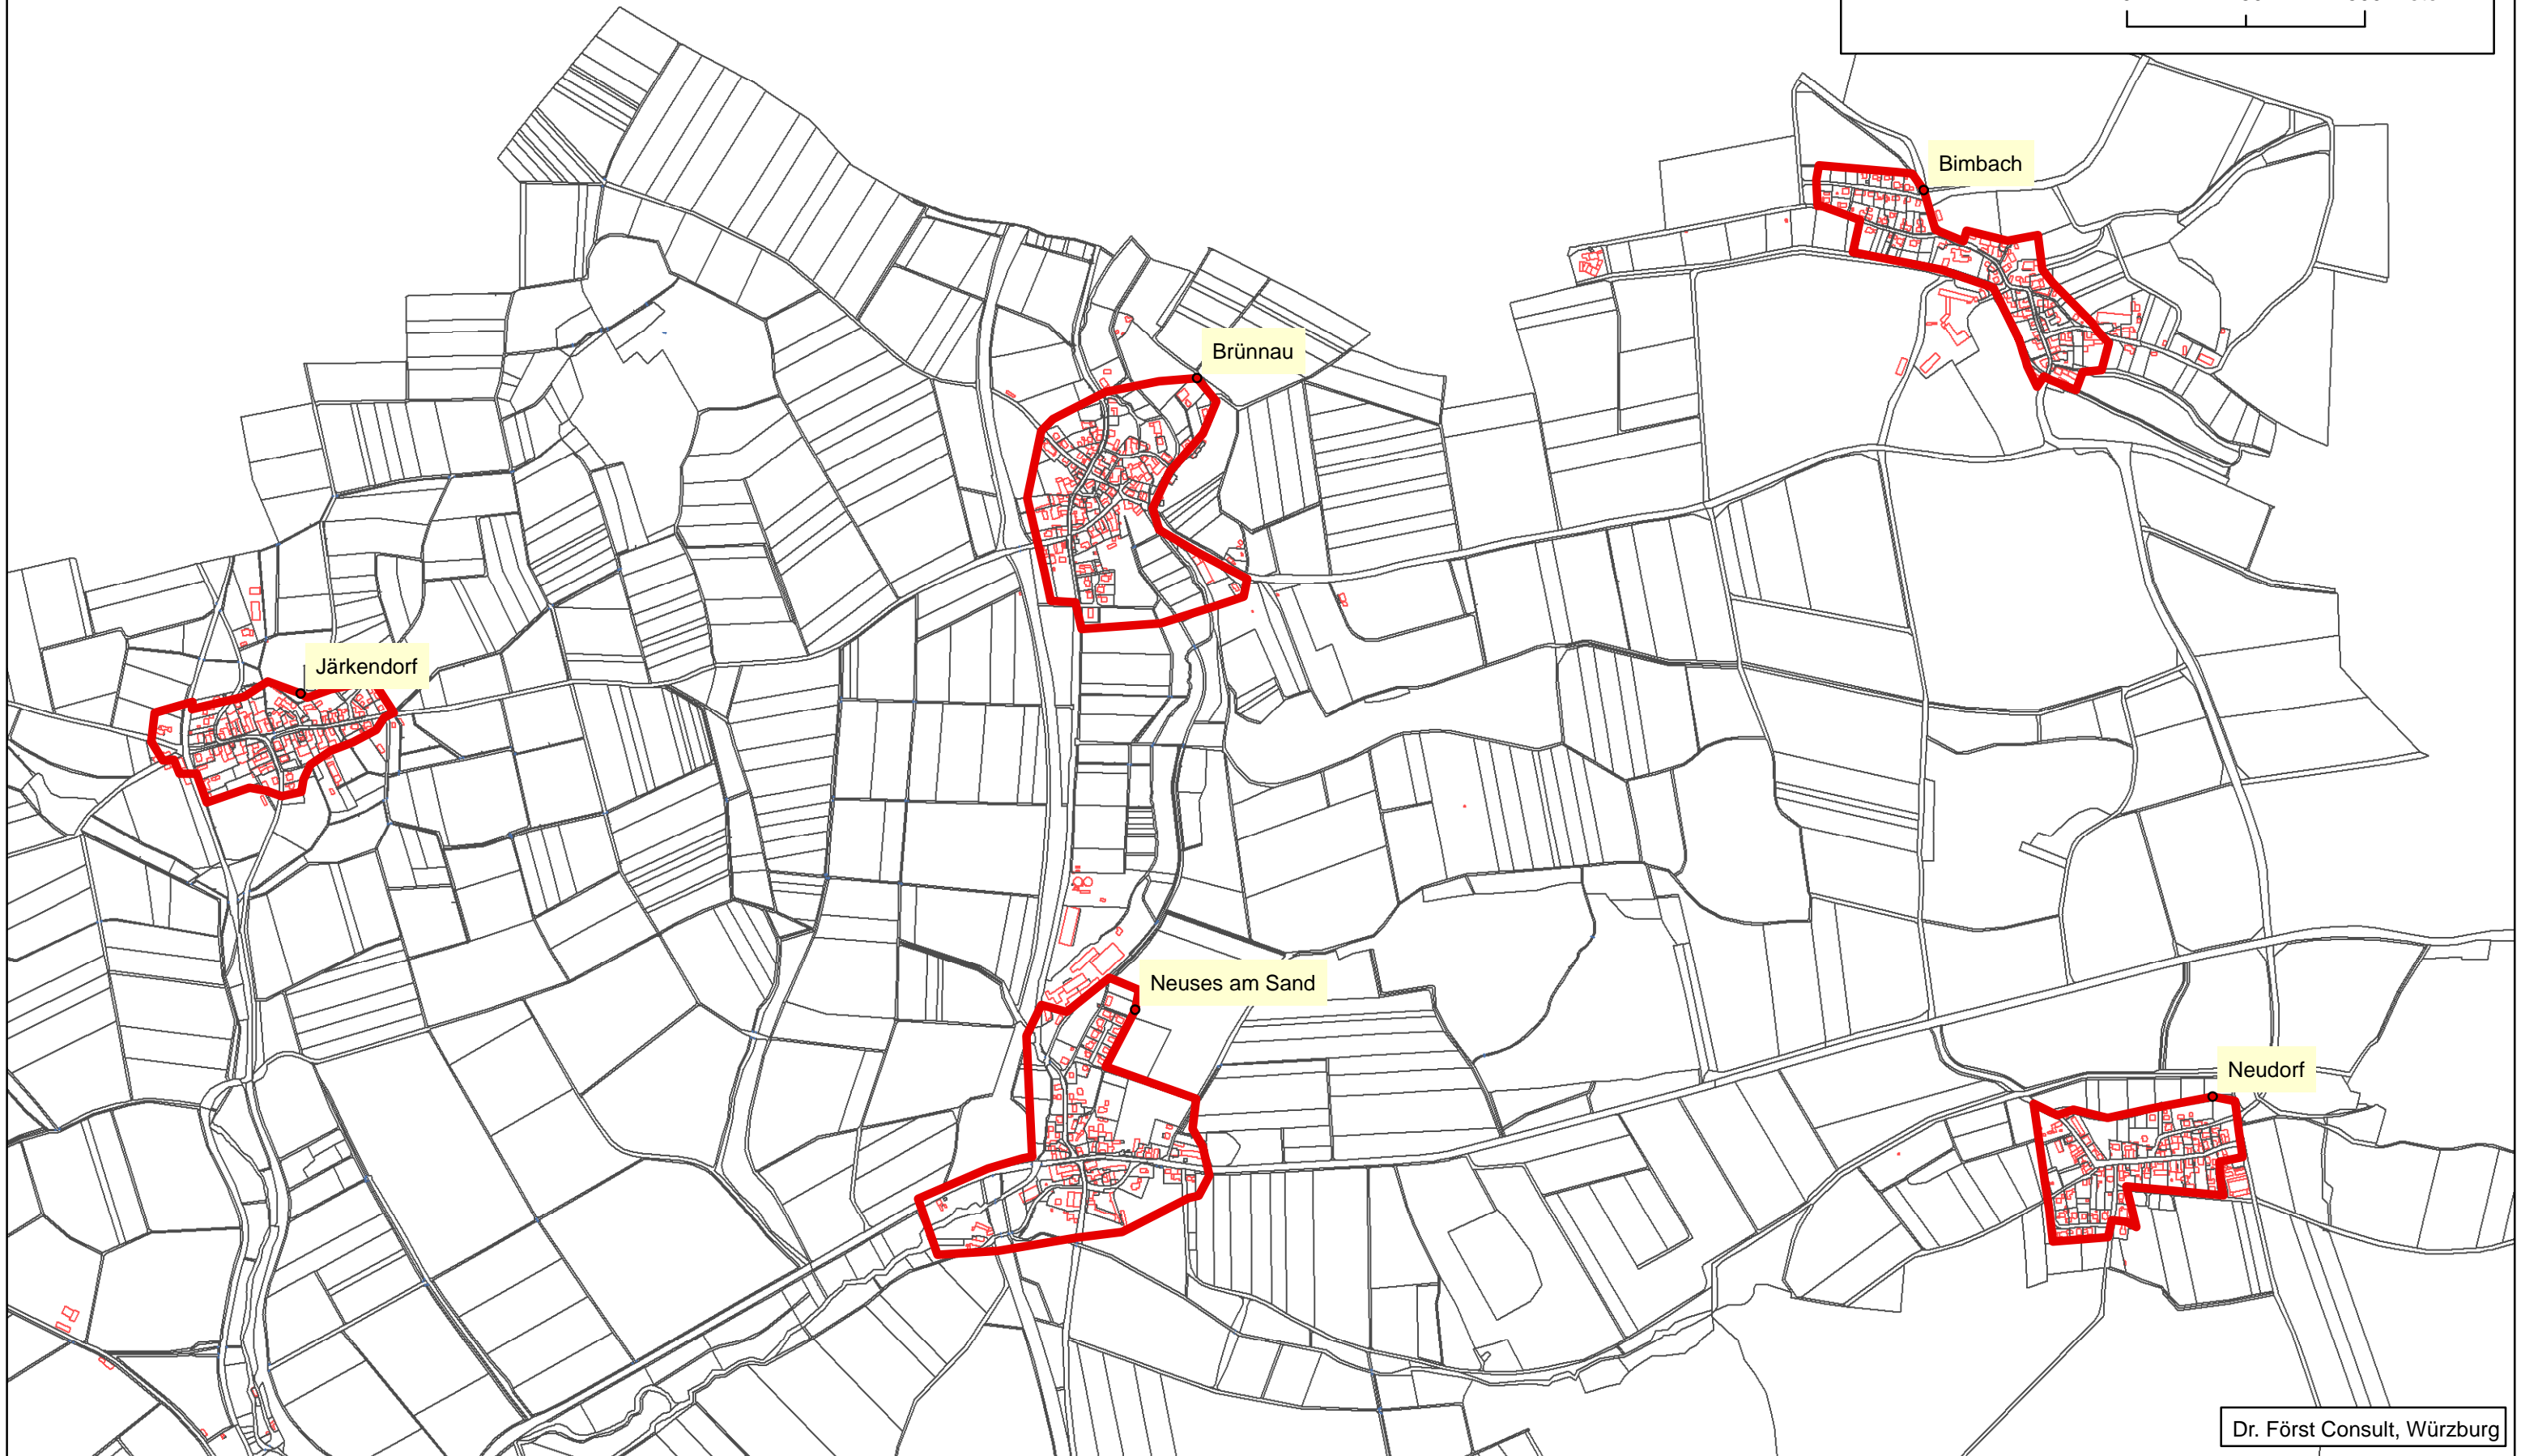 Bimbach
Brünnau
Järkendorf
Neuses am Sand
Neudorf
Dr. Först Consult, Würzburg